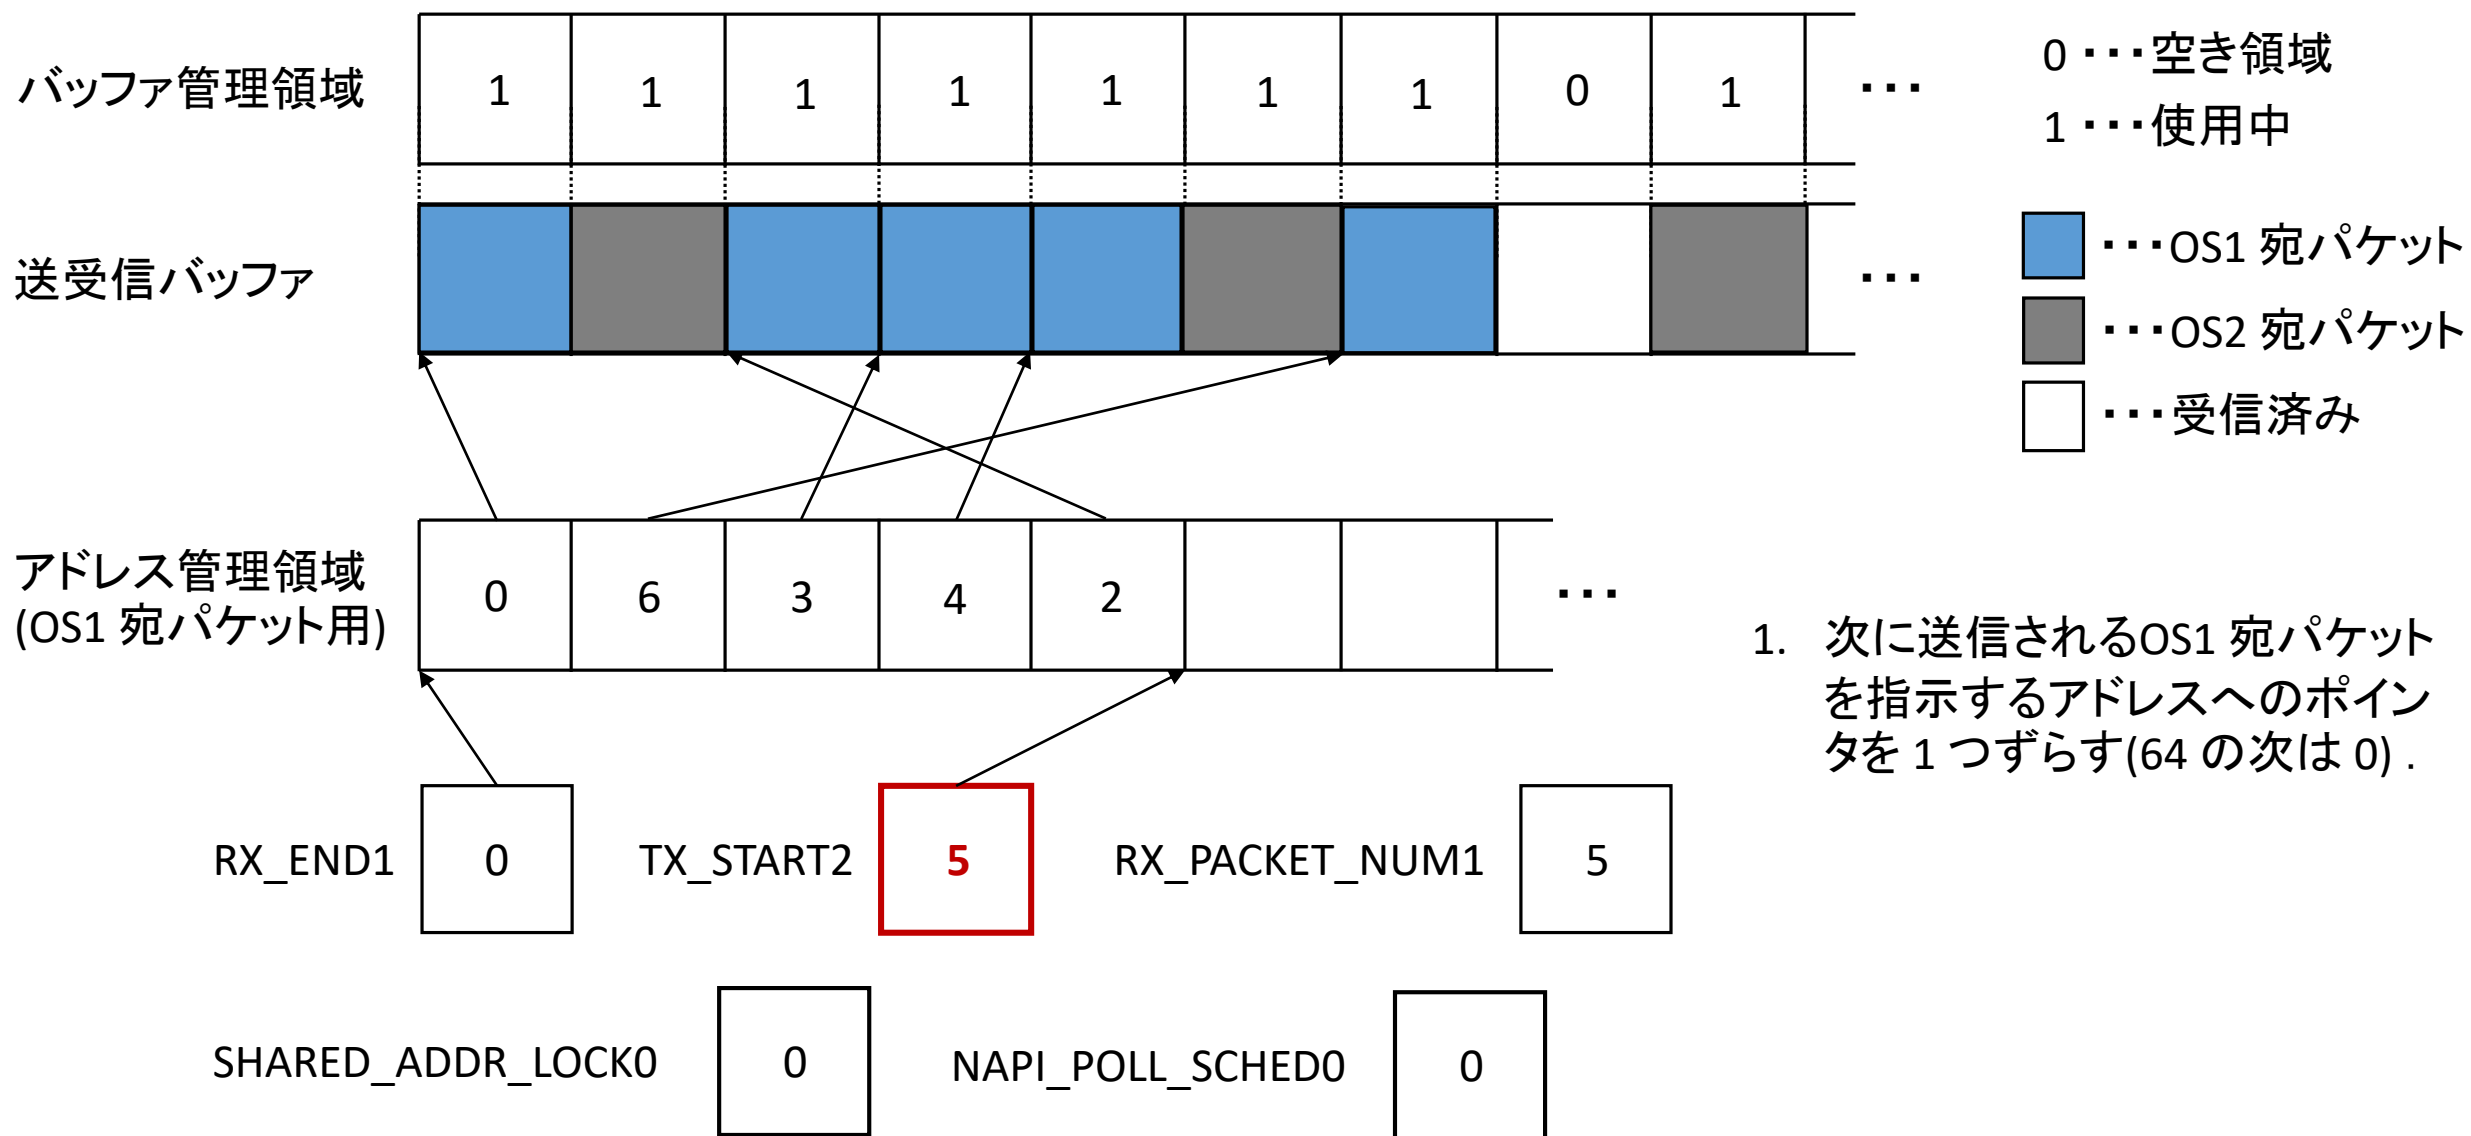 バッファ管理領域 1 1 1 1 1 1 1 0 1 ・・・
0 ・・・空き領域
1 ・・・使用中
送受信バッファ ・・・
・・・OS1 宛パケット
・・・OS2 宛パケット
・・・受信済み
アドレス管理領域
(OS1 宛パケット用)
0 6 3 4 2 ・・・
1. 次に送信されるOS1 宛パケット
を指示するアドレスへのポイン
タを 1 つずらす(64 の次は 0) .
RX_END1 0 TX_START2 5 RX_PACKET_NUM1 5
SHARED_ADDR_LOCK0 0 NAPI_POLL_SCHED0 0